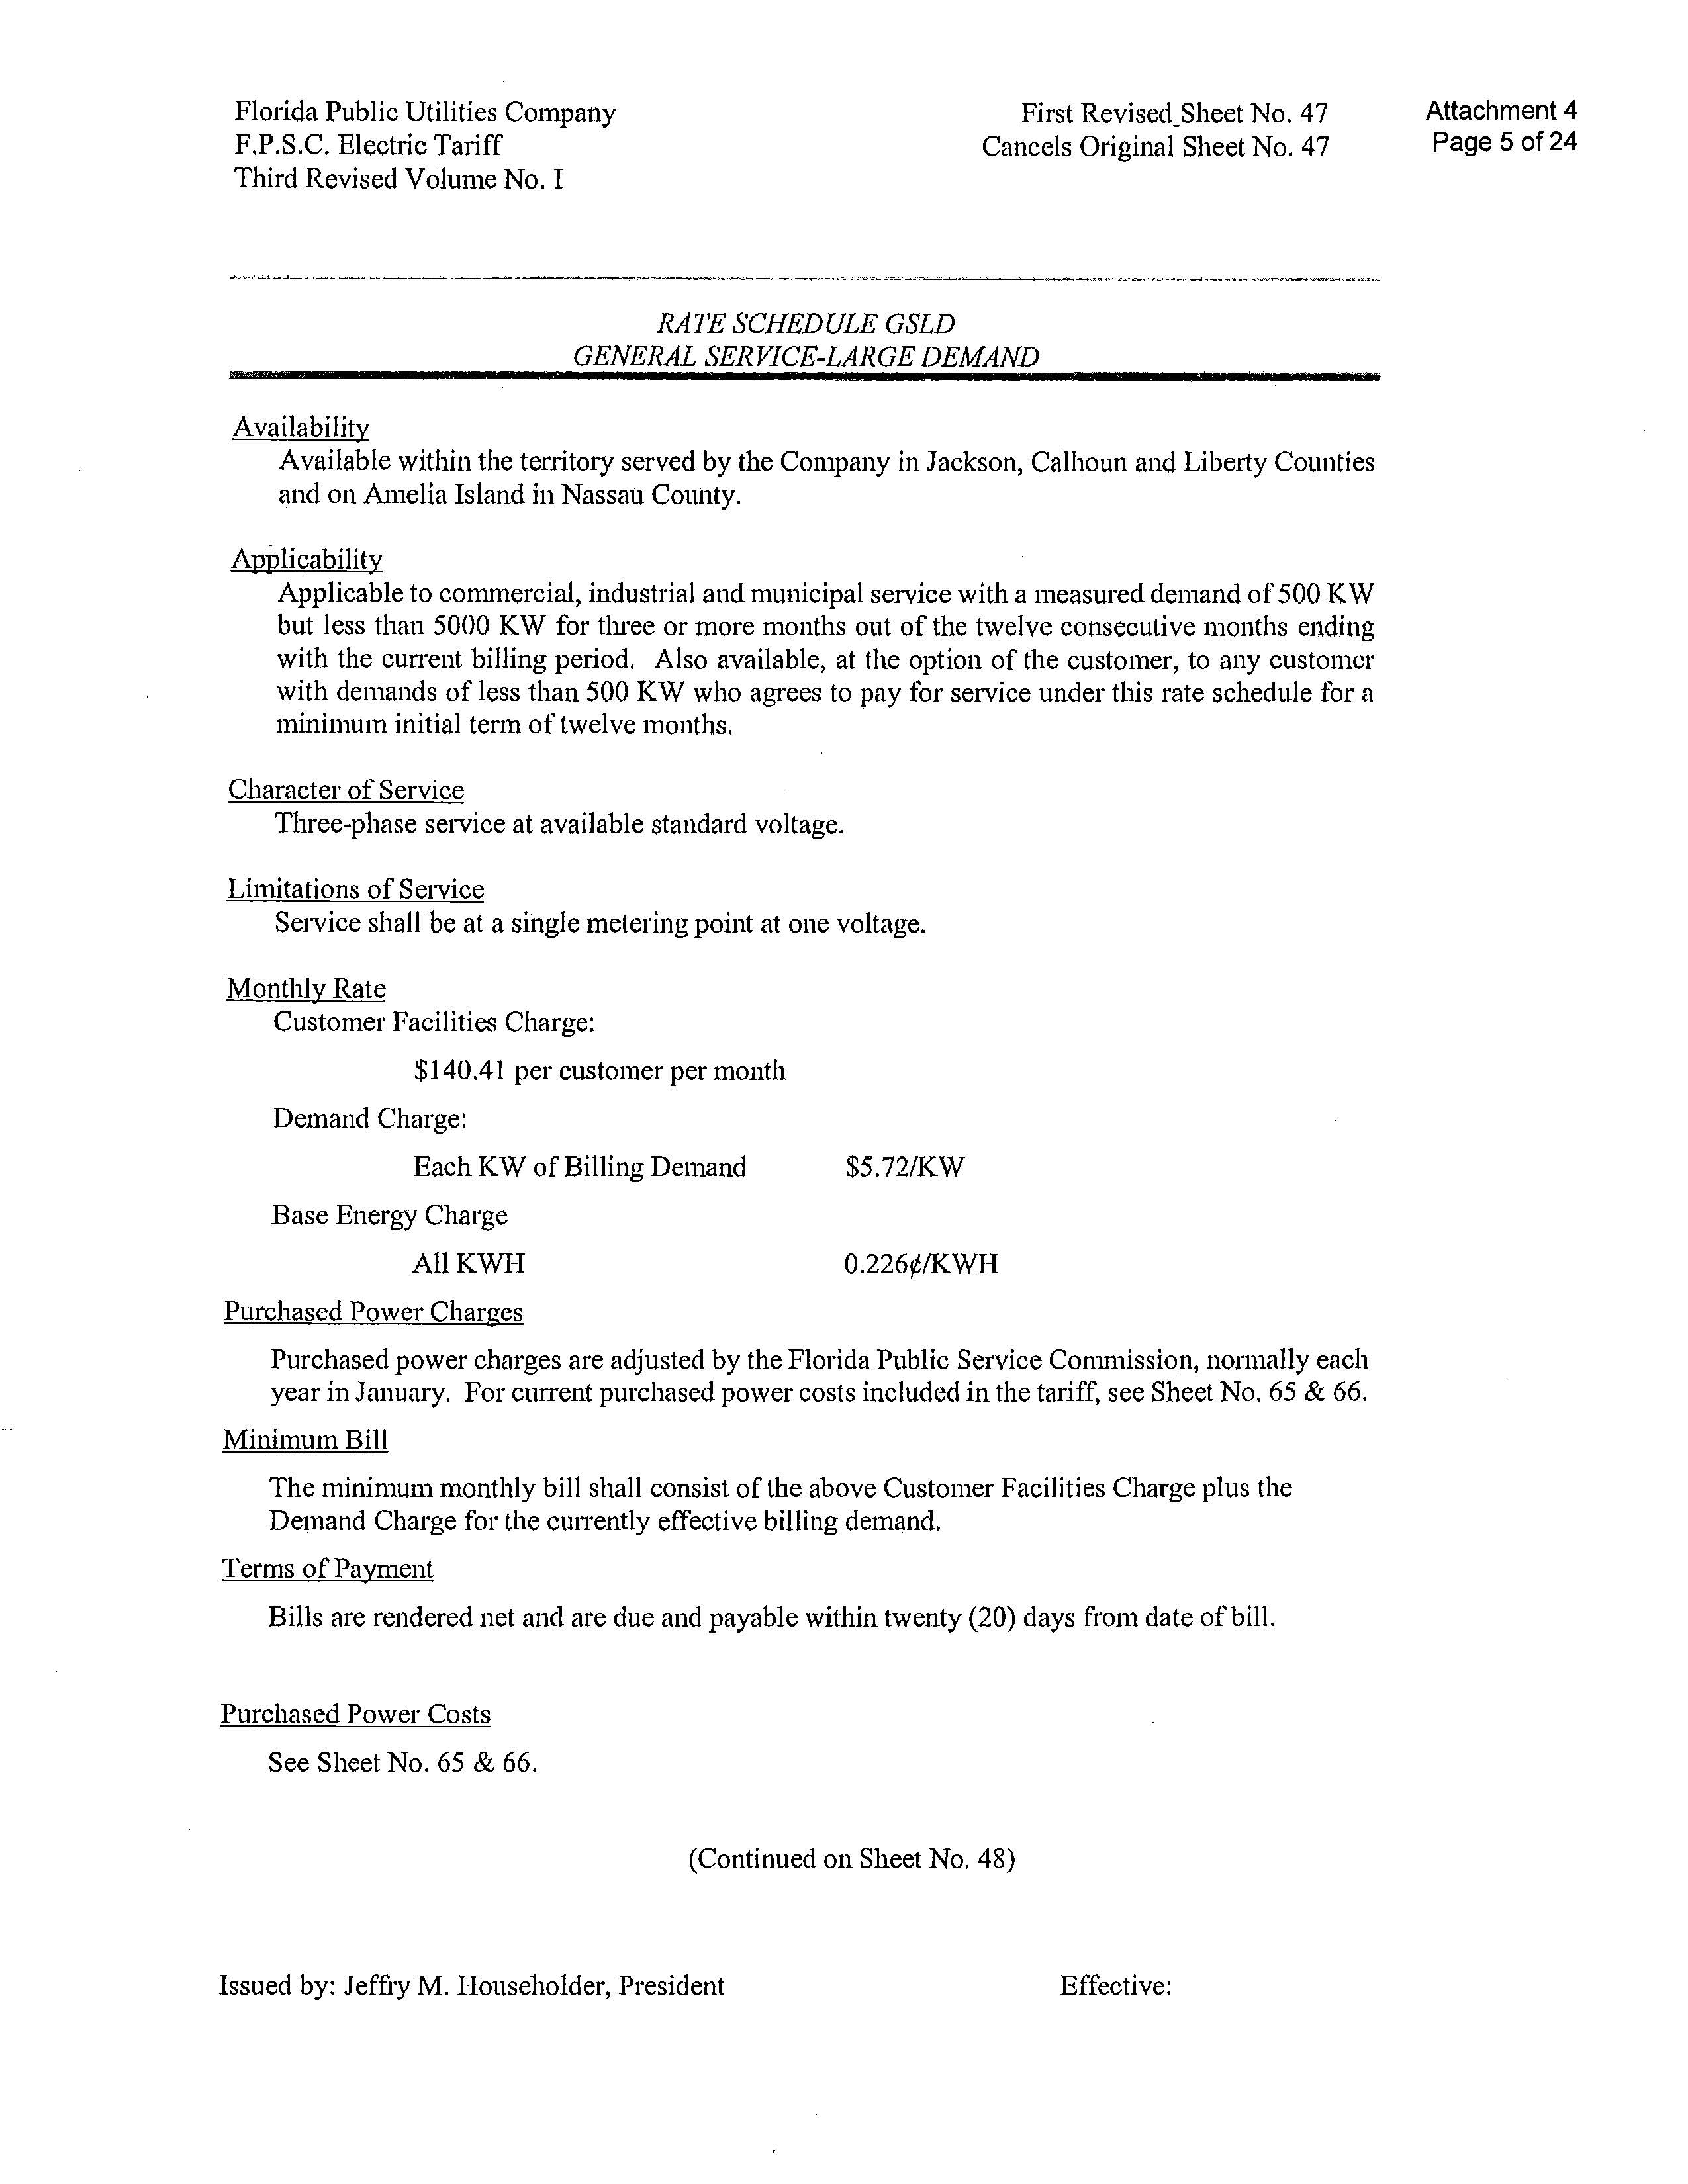 Florida Public Utilities Company
F.P.S.C. Electric Tariff
Third Revised Volume No. I
First Revised Sheet No. 47
Cancels Original Sheet No. 47
Attachment 4
Page 5 of 24
RATE SCHEDULE GSLD
GENERAL SERVICE-LARGE DEMAND
Availability
Available within the territory served by the Company in Jackson, Calhoun and Liberty Counties
and on Amelia Island in Nassau County.
Applicability
Applicable to commercial, industrial and municipal service with a measured demand of 500 KW
but less than 5000 KW for three or more months out of the twelve consecutive months ending
with the current billing period. Also available, at the option of the customer, to any customer
with demands of less than 500 KW who agrees to pay for service under this rate schedule for a
minimum initial term of twelve months.
Character of Service
Three-phase service at available standard voltage.
Limitations of Service
Service shall be at a single metering point at one voltage.
Monthly Rate
Customer Facilities Charge:
$140.41 per customer per month
Demand Charge:
Each KW of Billing Demand $5.72/KW
Base Energy Charge
All KWH 0.226¢/KWH
Purchased Power Charges
Purchased power charges are adjusted by the Florida Public Service Commission, normally each
year in January. For current purchased power costs included in the tariff, see Sheet No. 65 & 66.
Minimum Bill
The minimum monthly bill shall consist of the above Customer Facilities Charge plus the
Demand Charge for the currently effective billing demand.
Terms of Payment
Bills are rendered net and are due and payable within twenty (20) days from date of bill.
Purchased Power Costs
See Sheet No. 65 & 66.
(Continued on Sheet No. 48)
Issued by: Jeffry M. Householder, President Effective: